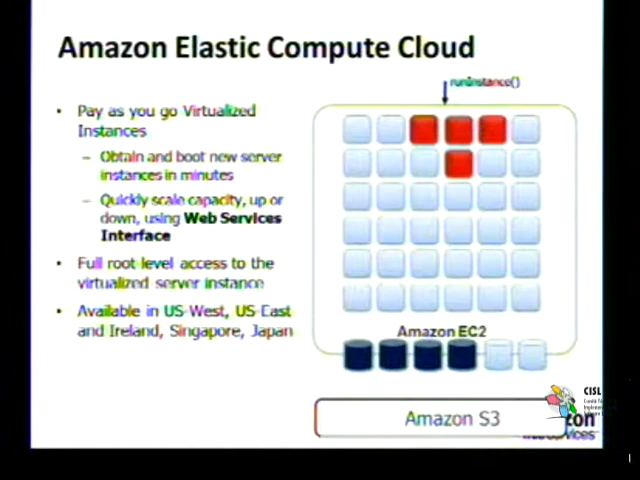 Amazon Elastic Compute Cloud
runInstance()
• Pay as you go Virtualized
Instances
– Obtain and boot new server
instances in minutes
– Quickly scale capacity, up or
down, using Web Services
Interface
• Full root level access to the
virtualized server instance
• Available in US West, US East
and Ireland, Singapore, Japan
Amazon EC2
Amazon S3
CISL
zon